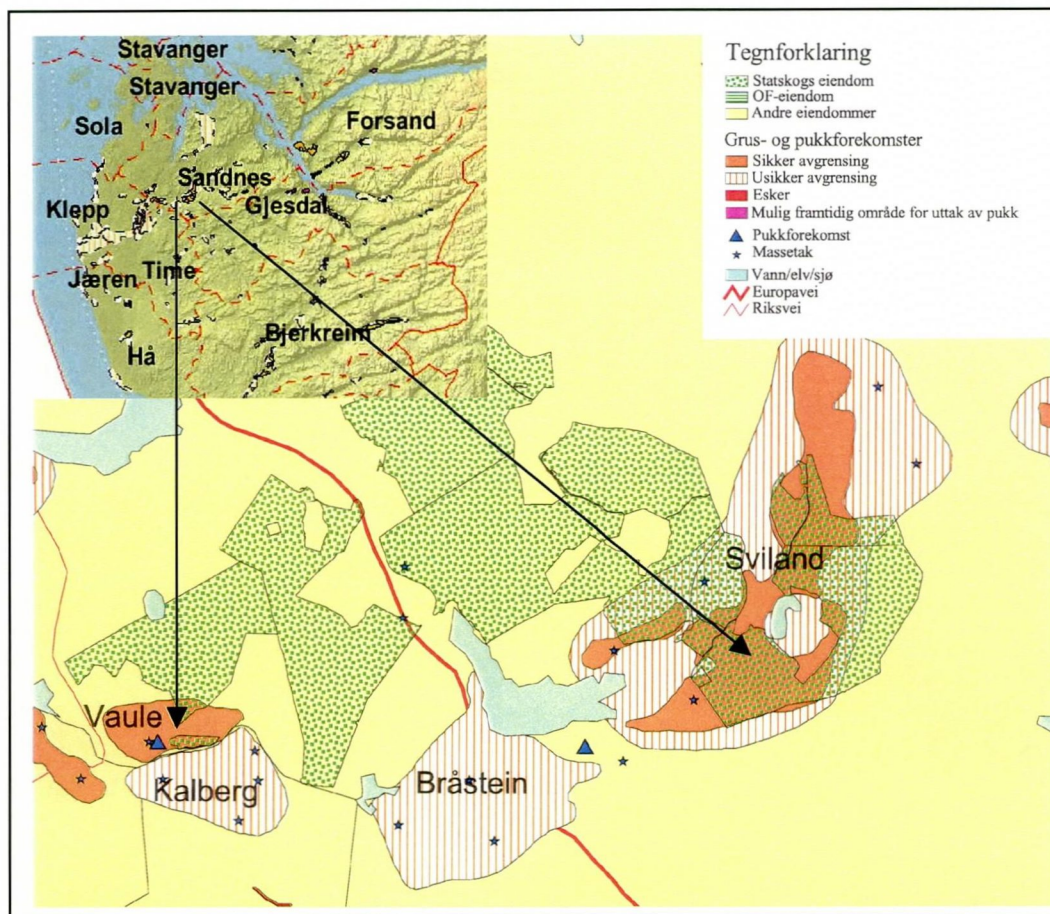 Stavanger
Stavanger
Sola
Forsand
Sandnes
Gjesdal
Klepp
Time
Jæren
Bjerkreim
Hå
Tegnforklaring
Statskogs eiendom
OF-eiendom
Andre eiendommer
Grus- og pukkforekomster
Sikker avgrensing
Usikker avgrensing
Esker
Mulig framtidig område for uttak av pukk
Pukkforekomst
Massetak
Vann/elv/sjø
Europavei
Riksvei
Sviland
Vaule
Kalberg
Bråstein